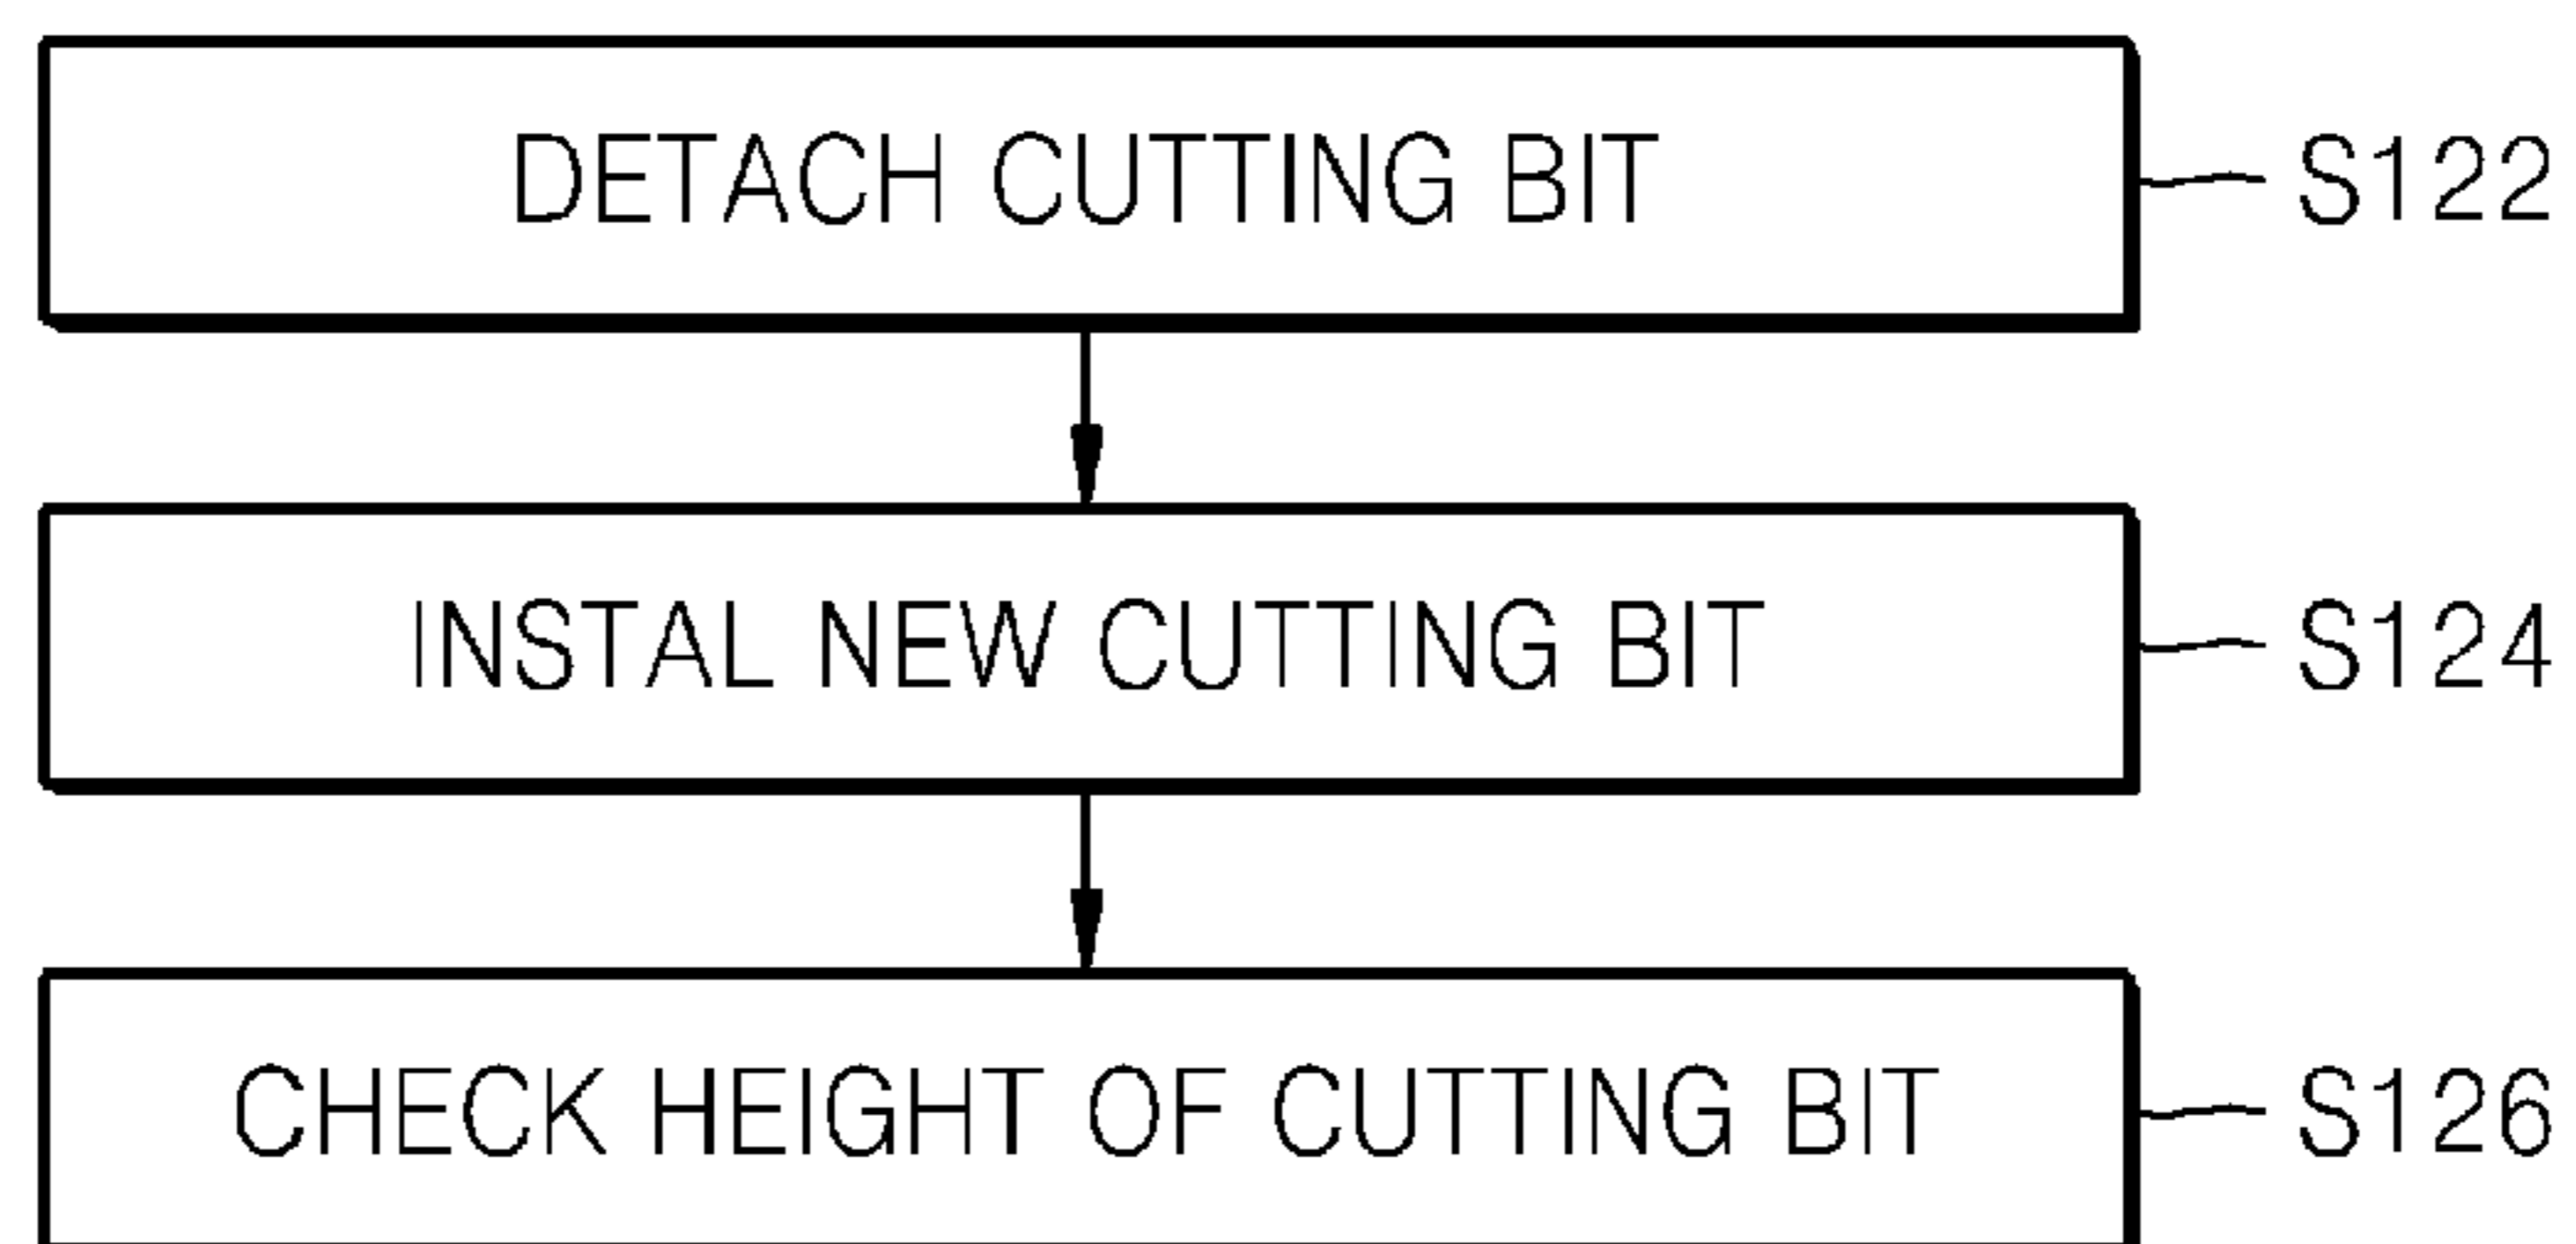 DETACH CUTTING BIT S122
INSTAL NEW CUTTING BIT S124
CHECK HEIGHT OF CUTTING BIT S126